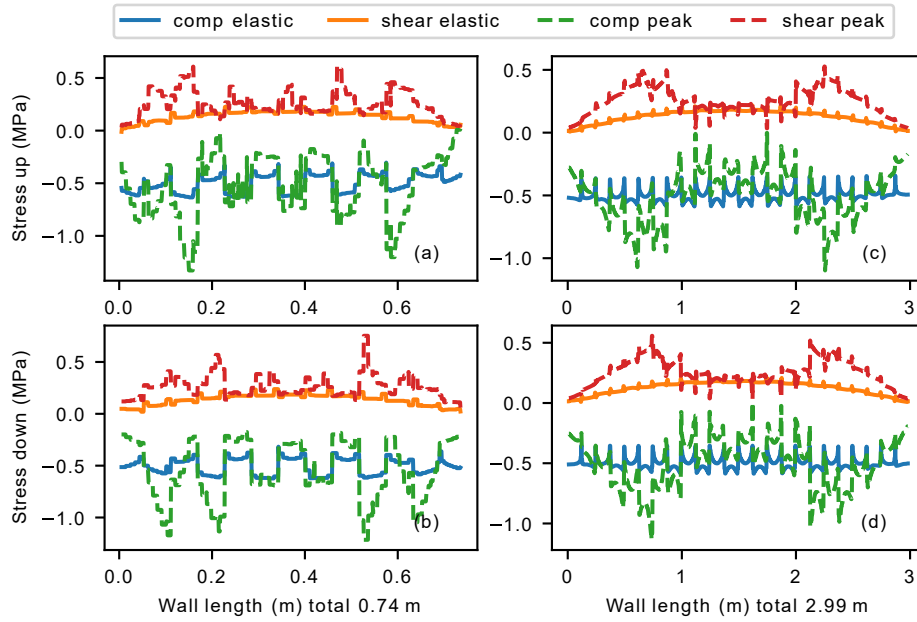 comp elastic shear elastic comp peak shear peak
Stress up (MPa)
0.5
0.0
−0.5
−1.0
(a)
0.0 0.2 0.4 0.6
0.5
0.0
−0.5
−1.0
(c)
0 1 2 3
Stress down (MPa)
0.5
0.0
−0.5
−1.0
(b)
0.0 0.2 0.4 0.6
Wall length (m) total 0.74 m
0.5
0.0
−0.5
−1.0
(d)
0 1 2 3
Wall length (m) total 2.99 m